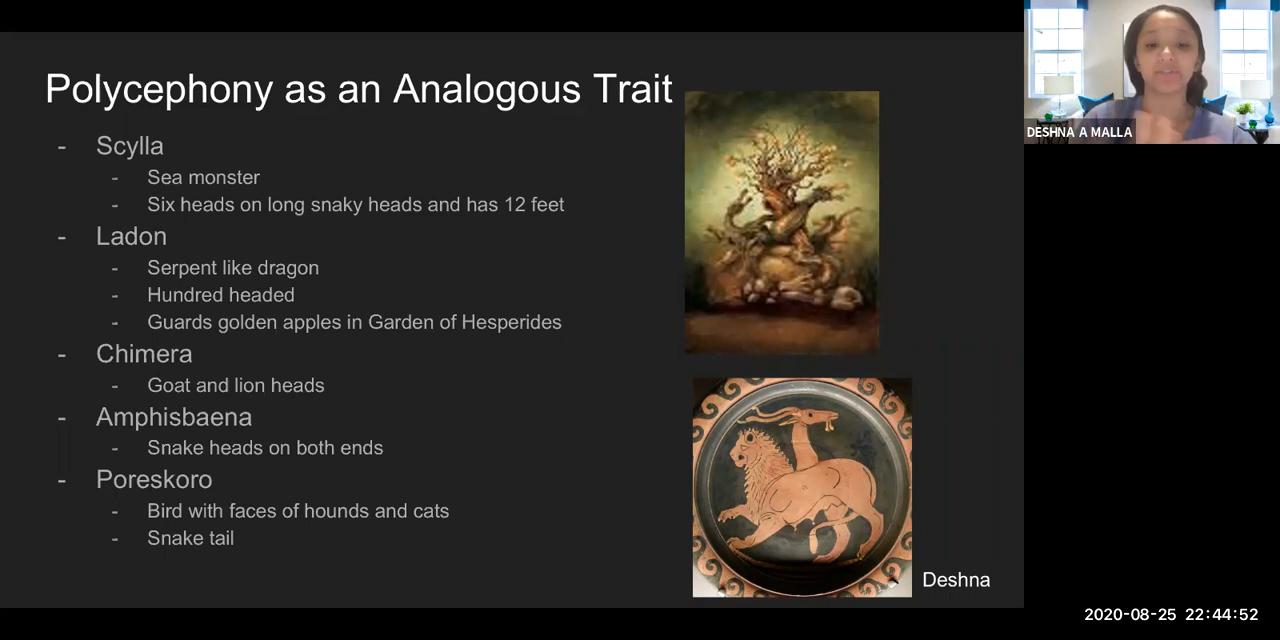 Polycephony as an Analogous Trait
- Scylla
- Sea monster
- Six heads on long snaky heads and has 12 feet
- Ladon
- Serpent like dragon
- Hundred headed
- Guards golden apples in Garden of Hesperides
- Chimera
- Goat and lion heads
- Amphisbaena
- Snake heads on both ends
- Poreskoro
- Bird with faces of hounds and cats
- Snake tail
Deshna
DESHNA A MALLA
2020-08-25 22:44:52